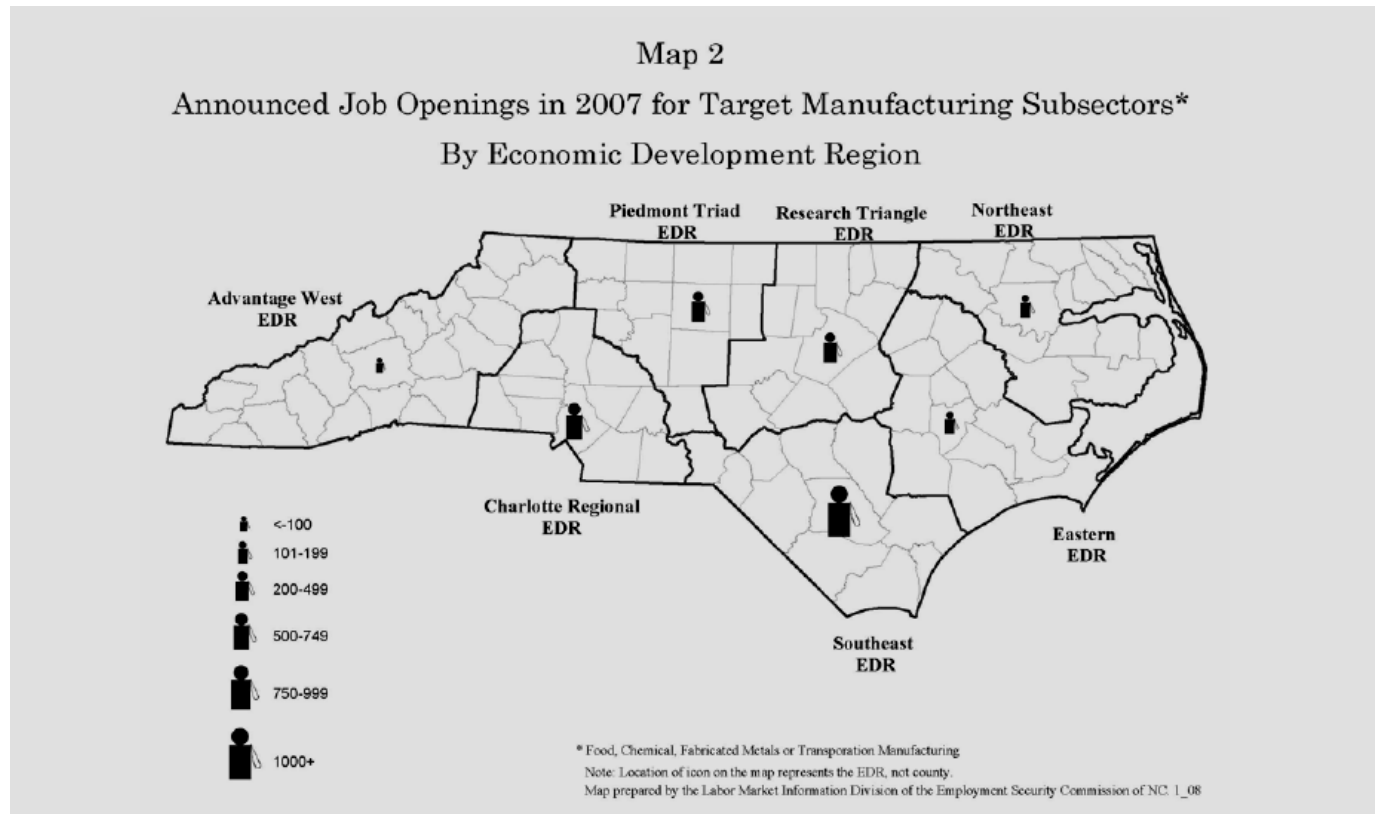 Map 2
Announced Job Openings in 2007 for Target Manufacturing Subsectors*
By Economic Development Region
Piedmont Triad
EDR
Research Triangle
EDR
Northeast
EDR
Advantage West
EDR
Charlotte Regional
EDR
Eastern
EDR
Southeast
EDR
<-100
101-199
200-499
500-749
750-999
1000+
* Food, Chemical, Fabricated Metals or Transporation Manufacturing
Note: Location of icon on the map represents the EDR, not county.
Map prepared by the Labor Market Information Division of the Employment Security Commission of NC. 1_08